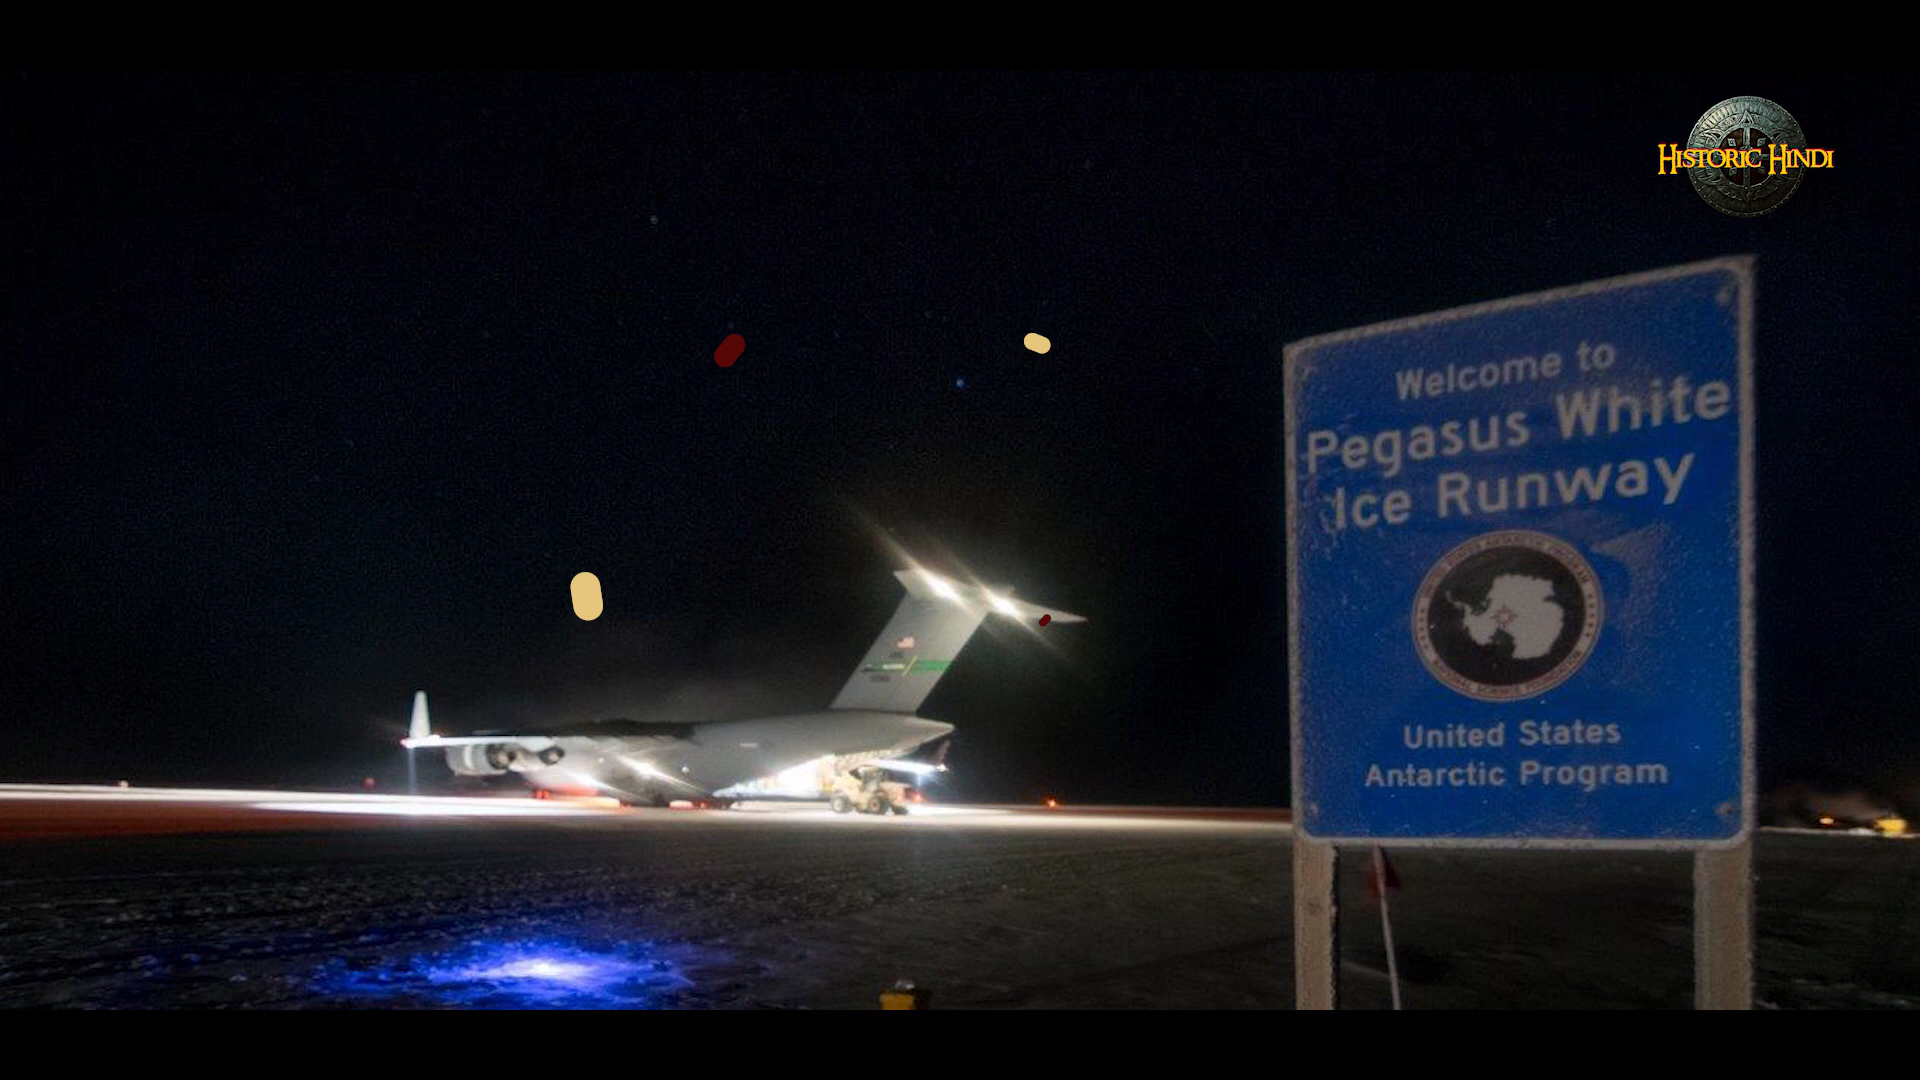 Historic Hindi
Welcome to
Pegasus White
Ice Runway
United States
Antarctic Program